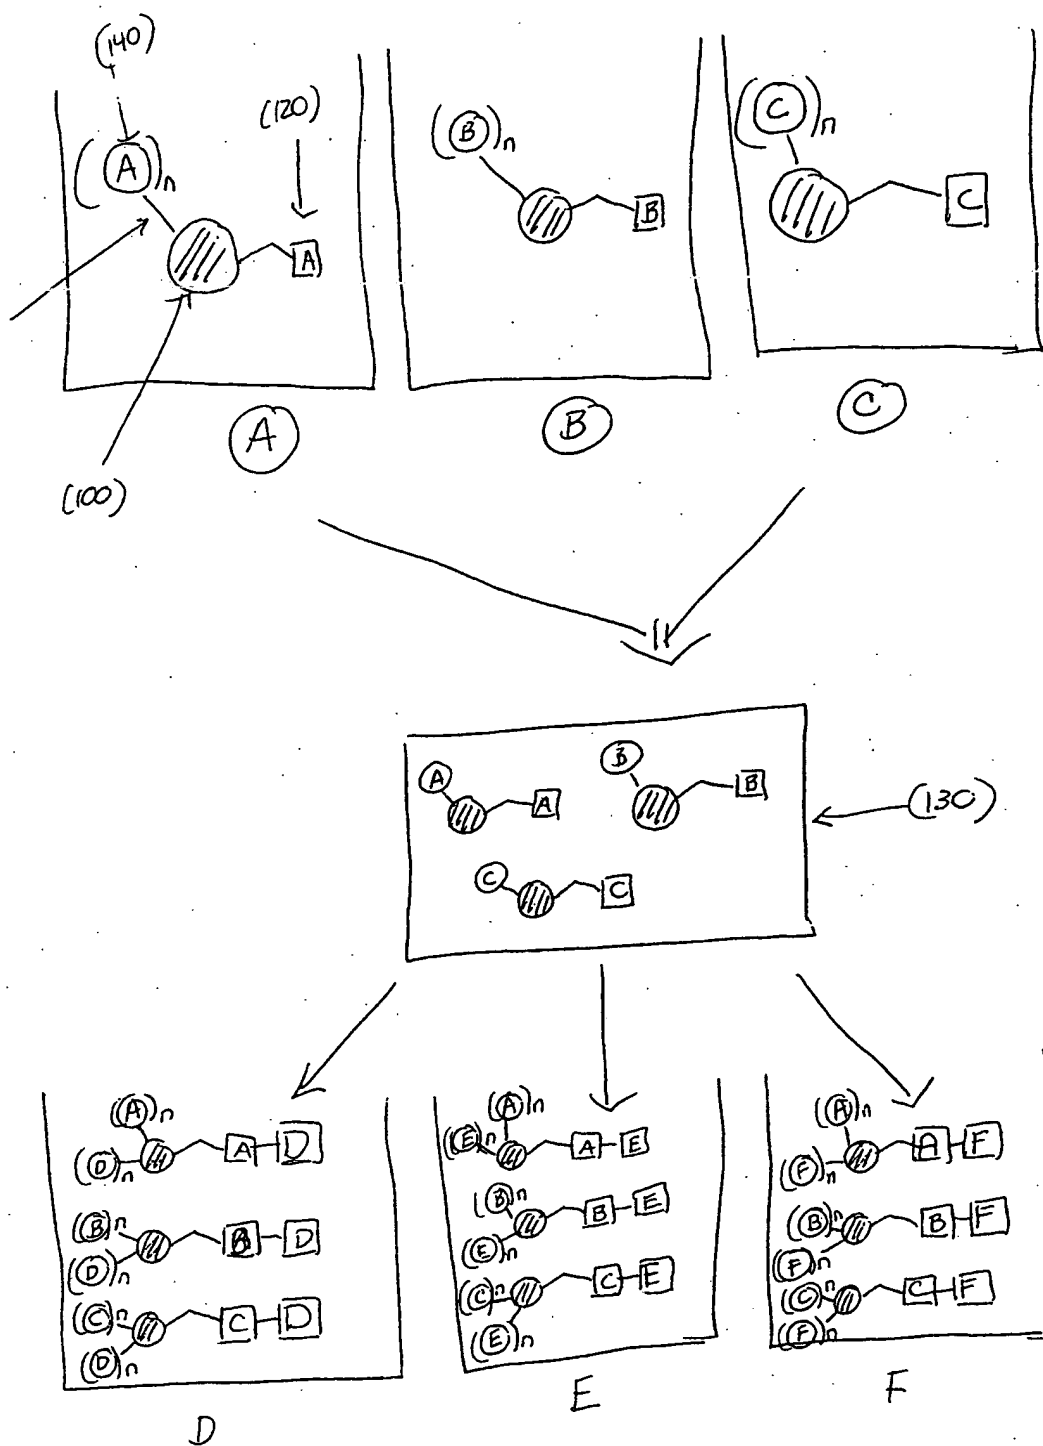 (140)
(120)
(A)n A
(B)n B
(C)n C
A B C
(100)
A A
B B
C C
(130)
(A)n (D)n A D
(B)n (D)n B D
(C)n (D)n C D
(A)n (E)n A E
(B)n (E)n B E
(C)n (E)n C E
(A)n (F)n A F
(B)n (F)n B F
(C)n (F)n C F
D E F